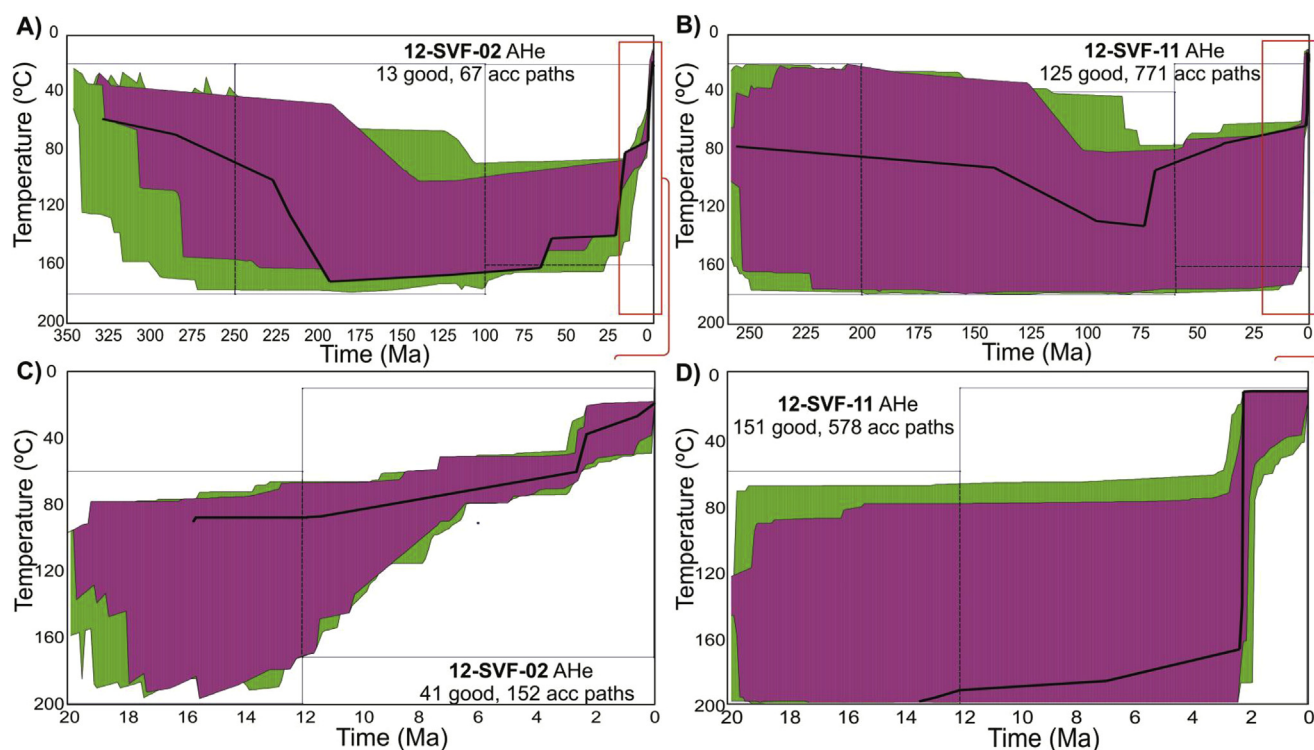 A)
12-SVF-02 AHe
13 good, 67 acc paths
Temperature (ºC)
0
40
80
120
160
200
350 325 300 275 250 225 200 175 150 125 100 75 50 25 0
Time (Ma)
B)
12-SVF-11 AHe
125 good, 771 acc paths
Temperature (ºC)
0
40
80
120
160
200
250 225 200 175 150 125 100 75 50 25 0
Time (Ma)
C)
Temperature (ºC)
0
40
80
120
160
200
12-SVF-02 AHe
41 good, 152 acc paths
20 18 16 14 12 10 8 6 4 2 0
Time (Ma)
D)
12-SVF-11 AHe
151 good, 578 acc paths
Temperature (ºC)
0
40
80
120
160
200
20 18 16 14 12 10 8 6 4 2 0
Time (Ma)